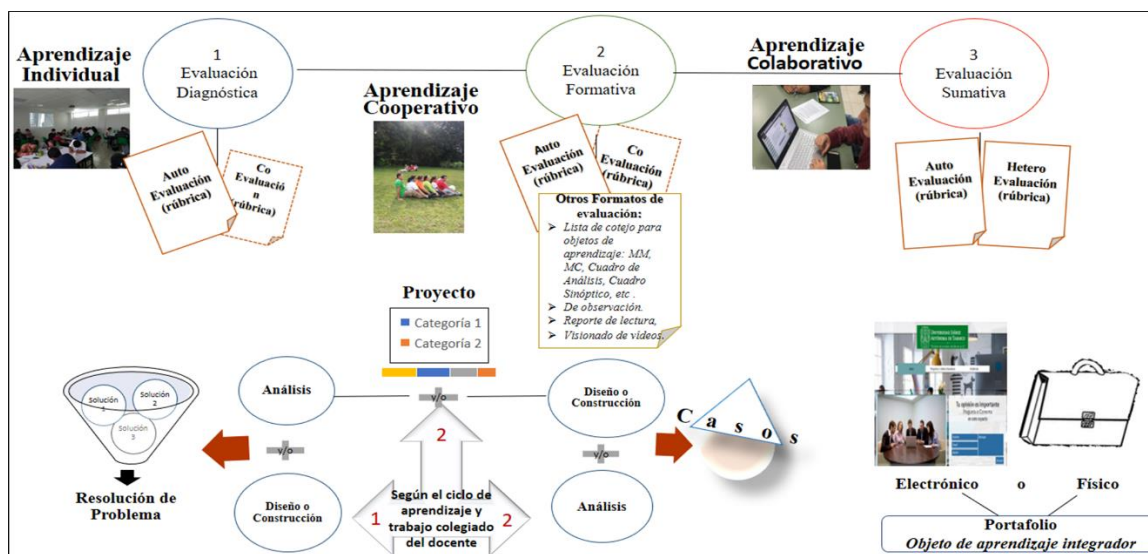 Aprendizaje
Individual
1
Evaluación
Diagnóstica
Auto
Evaluación
(rúbrica)
Co
Evaluació
n
(rúbrica)
Aprendizaje
Cooperativo
2
Evaluación
Formativa
Auto
Evaluación
(rúbrica)
Co
Evaluación
(rúbrica)
Otros Formatos de
evaluación:
Lista de cotejo para
objetos de
aprendizaje: MM,
MC, Cuadro de
Análisis, Cuadro
Sinóptico, etc .
De observación.
Reporte de lectura,
Visionado de videos.
Aprendizaje
Colaborativo
3
Evaluación
Sumativa
Auto
Evaluación
(rúbrica)
Hetero
Evaluación
(rúbrica)
Proyecto
Categoría 1
Categoría 2
Solución
1
Solución
2
Solución
3
Resolución de
Problema
Análisis
y/o
Diseño o
Construcción
y/o
2
1
Según el ciclo de
aprendizaje y
trabajo colegiado
del docente
2
Diseño o
Construcción
y/o
Análisis
Casos
Tu opinión es importante
Electrónico o Físico
Portafolio
Objeto de aprendizaje integrador